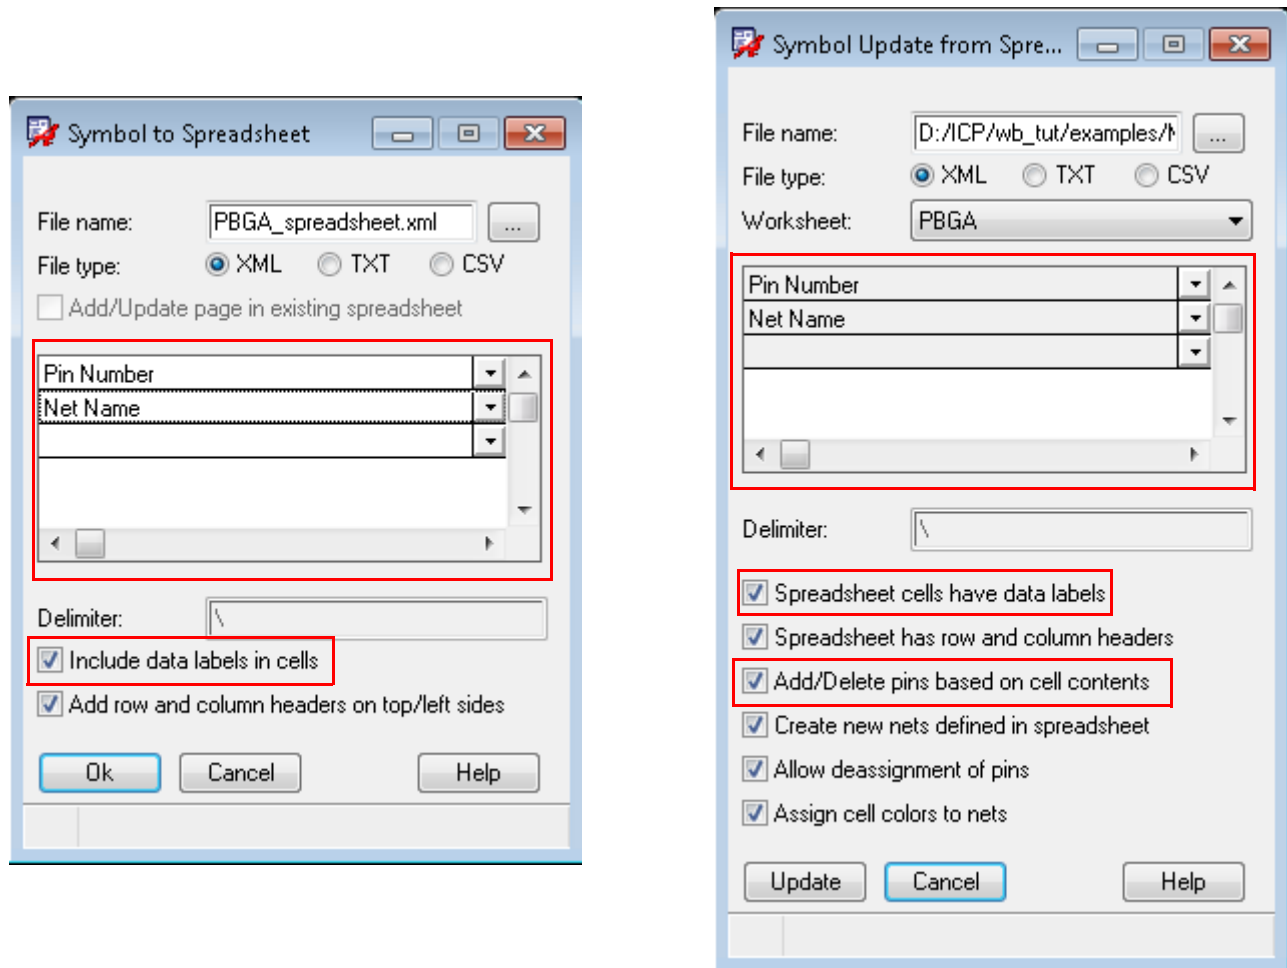 Symbol to Spreadsheet
File name: PBGA_spreadsheet.xml ...
File type: XML TXT CSV
Add/Update page in existing spreadsheet
Pin Number
Net Name
Delimiter: \
Include data labels in cells
Add row and column headers on top/left sides
Ok Cancel Help
Symbol Update from Spre...
File name: D:/ICP/wb_tut/examples/ ...
File type: XML TXT CSV
Worksheet: PBGA
Pin Number
Net Name
Delimiter: \
Spreadsheet cells have data labels
Spreadsheet has row and column headers
Add/Delete pins based on cell contents
Create new nets defined in spreadsheet
Allow deassignment of pins
Assign cell colors to nets
Update Cancel Help